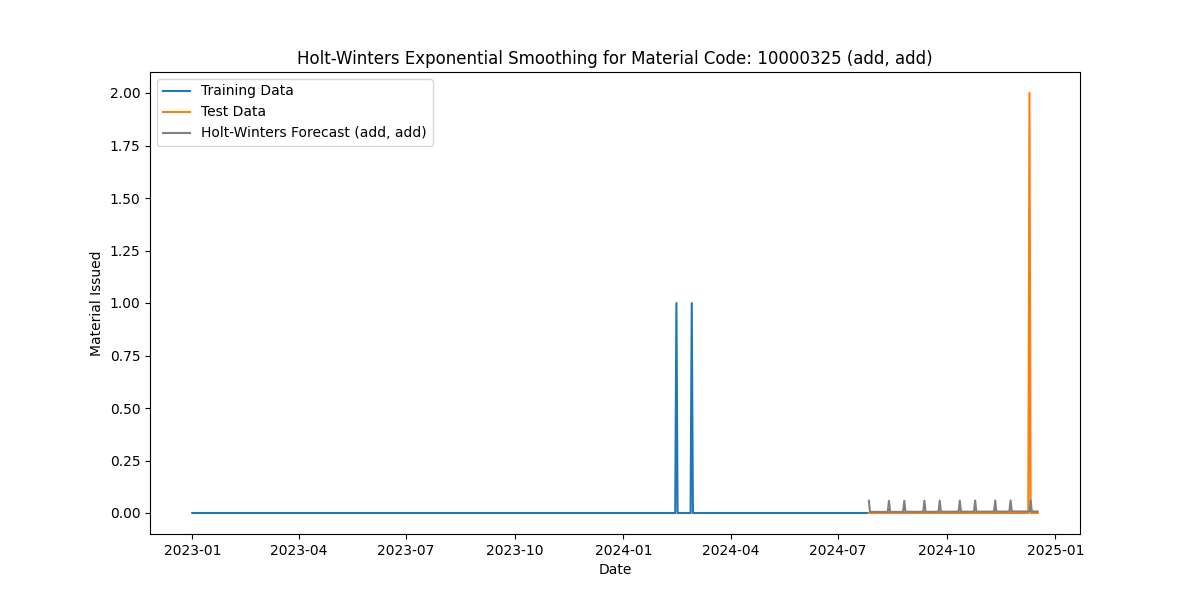 Holt-Winters Exponential Smoothing for Material Code: 10000325 (add, add)
Training Data
Test Data
Holt-Winters Forecast (add, add)
2.00
1.75
1.50
1.25
1.00
0.75
0.50
0.25
0.00
Material Issued
2023-01 2023-04 2023-07 2023-10 2024-01 2024-04 2024-07 2024-10 2025-01
Date